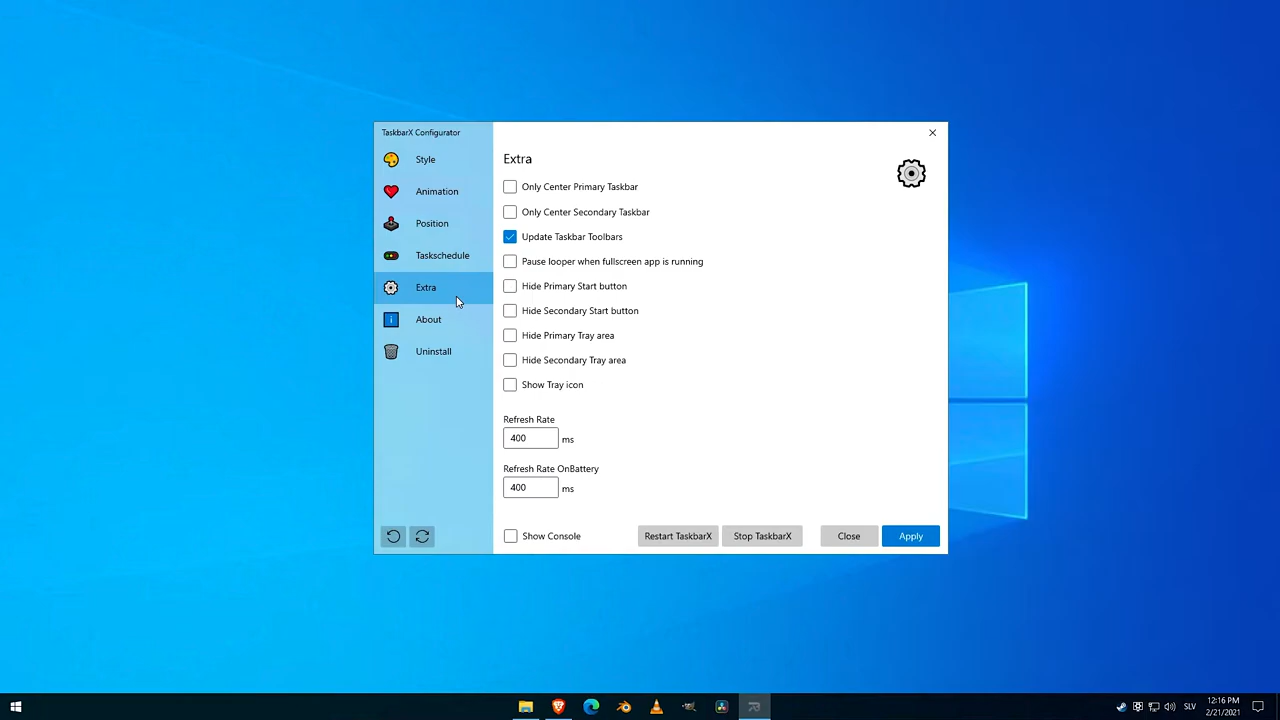 TaskbarX Configurator
Style
Animation
Position
Taskschedule
Extra
About
Uninstall
Extra
Only Center Primary Taskbar
Only Center Secondary Taskbar
Update Taskbar Toolbars
Pause looper when fullscreen app is running
Hide Primary Start button
Hide Secondary Start button
Hide Primary Tray area
Hide Secondary Tray area
Show Tray icon
Refresh Rate
400 ms
Refresh Rate OnBattery
400 ms
Show Console
Restart TaskbarX
Stop TaskbarX
Close
Apply
SLV
12:16 PM
2/21/2021